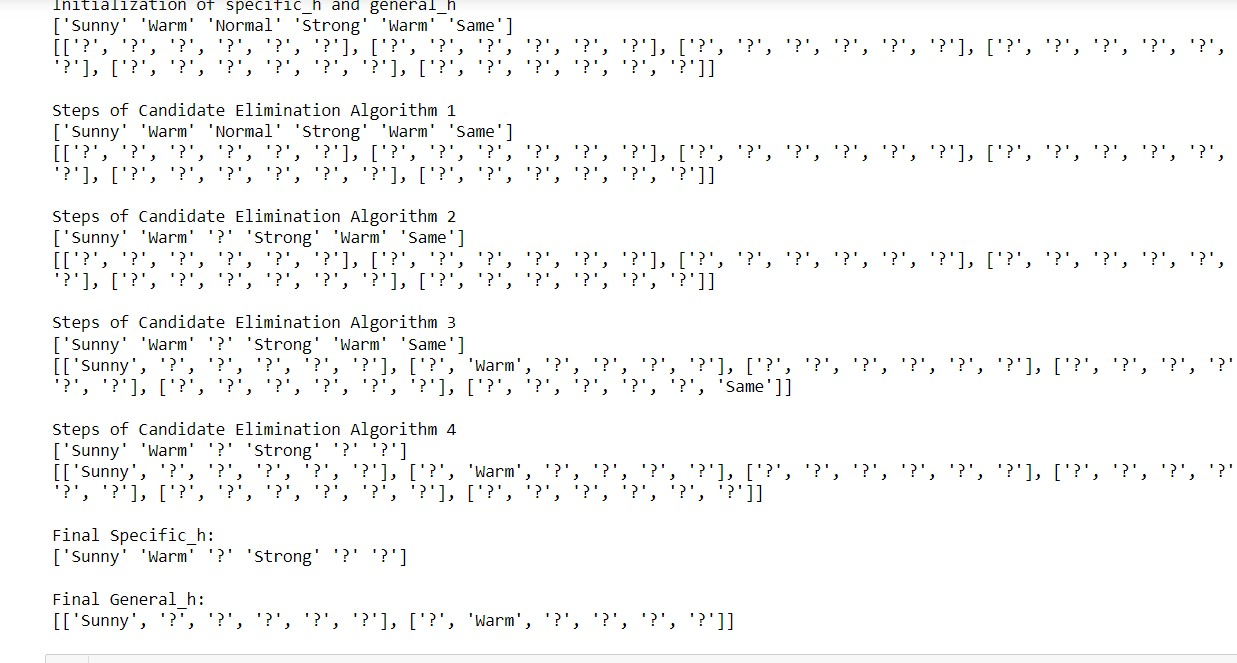 Initialization of specific_h and general_h
['Sunny' 'Warm' 'Normal' 'Strong' 'Warm' 'Same']
[['?', '?', '?', '?', '?', '?'], ['?', '?', '?', '?', '?', '?'], ['?', '?', '?', '?', '?', '?'], ['?', '?', '?', '?', '?',
'?'], ['?', '?', '?', '?', '?', '?'], ['?', '?', '?', '?', '?', '?']]
Steps of Candidate Elimination Algorithm 1
['Sunny' 'Warm' 'Normal' 'Strong' 'Warm' 'Same']
[['?', '?', '?', '?', '?', '?'], ['?', '?', '?', '?', '?', '?'], ['?', '?', '?', '?', '?', '?'], ['?', '?', '?', '?', '?',
'?'], ['?', '?', '?', '?', '?', '?'], ['?', '?', '?', '?', '?', '?']]
Steps of Candidate Elimination Algorithm 2
['Sunny' 'Warm' '?' 'Strong' 'Warm' 'Same']
[['?', '?', '?', '?', '?', '?'], ['?', '?', '?', '?', '?', '?'], ['?', '?', '?', '?', '?', '?'], ['?', '?', '?', '?', '?',
'?'], ['?', '?', '?', '?', '?', '?'], ['?', '?', '?', '?', '?', '?']]
Steps of Candidate Elimination Algorithm 3
['Sunny' 'Warm' '?' 'Strong' 'Warm' 'Same']
[['Sunny', '?', '?', '?', '?', '?'], ['?', 'Warm', '?', '?', '?', '?'], ['?', '?', '?', '?', '?', '?'], ['?', '?', '?', '?'
'?', '?'], ['?', '?', '?', '?', '?', '?'], ['?', '?', '?', '?', '?', 'Same']]
Steps of Candidate Elimination Algorithm 4
['Sunny' 'Warm' '?' 'Strong' '?' '?']
[['Sunny', '?', '?', '?', '?', '?'], ['?', 'Warm', '?', '?', '?', '?'], ['?', '?', '?', '?', '?', '?'], ['?', '?', '?', '?'
'?', '?'], ['?', '?', '?', '?', '?', '?'], ['?', '?', '?', '?', '?', '?']]
Final Specific_h:
['Sunny' 'Warm' '?' 'Strong' '?' '?']
Final General_h:
[['Sunny', '?', '?', '?', '?', '?'], ['?', 'Warm', '?', '?', '?', '?']]